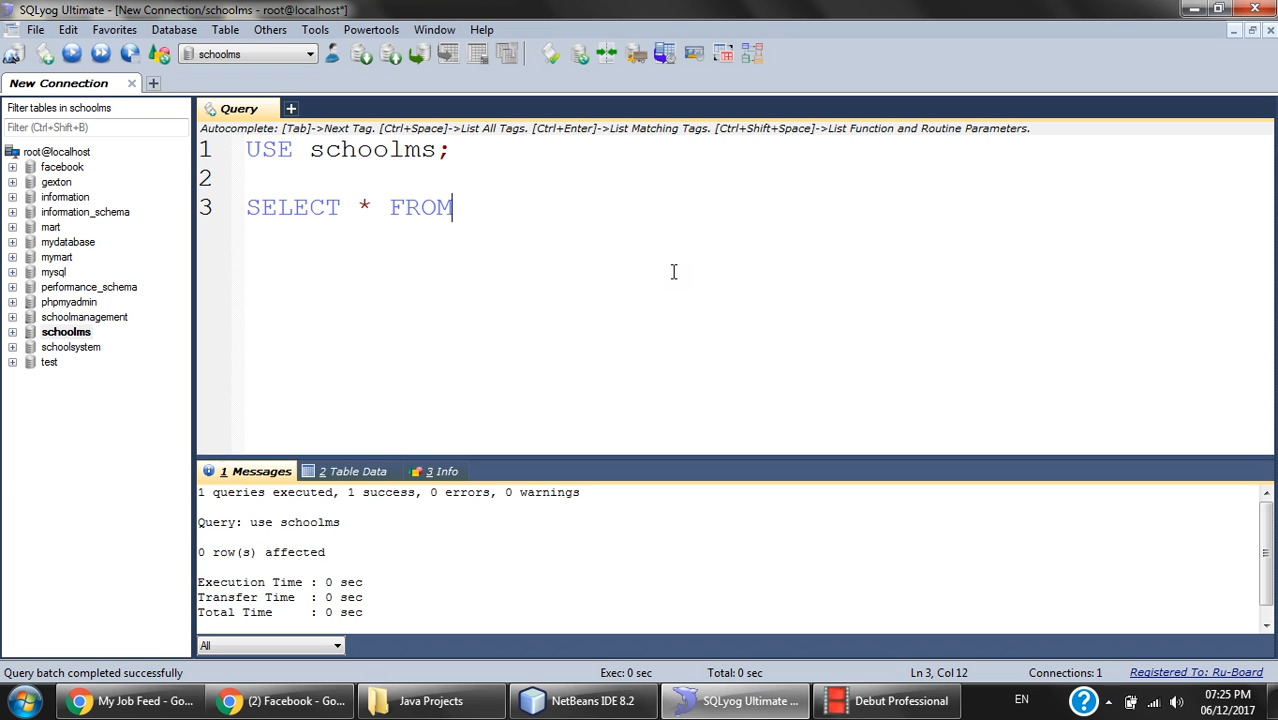 SQLyog Ultimate - [New Connection/schoolms - root@localhost*]
File Edit Favorites Database Table Others Tools Powertools Window Help
schoolms
New Connection
Filter tables in schoolms
Filter (Ctrl+Shift+B)
root@localhost
facebook
gexton
information
information_schema
mart
mydatabase
mymart
mysql
performance_schema
phpmyadmin
schoolmanagement
schoolms
schoolsystem
test
Query
Autocomplete: [Tab]->Next Tag. [Ctrl+Space]->List All Tags. [Ctrl+Enter]->List Matching Tags. [Ctrl+Shift+Space]->List Function and Routine Parameters.
1 USE schoolms;
2
3 SELECT * FROM
1 Messages 2 Table Data 3 Info
1 queries executed, 1 success, 0 errors, 0 warnings
Query: use schoolms
0 row(s) affected
Execution Time : 0 sec
Transfer Time : 0 sec
Total Time : 0 sec
All
Query batch completed successfully Exec: 0 sec Total: 0 sec Ln 3, Col 12 Connections: 1 Registered To: Ru-Board
My Job Feed - Go... (2) Facebook - Go... Java Projects NetBeans IDE 8.2 SQLyog Ultimate ... Debut Professional EN 07:25 PM
06/12/2017